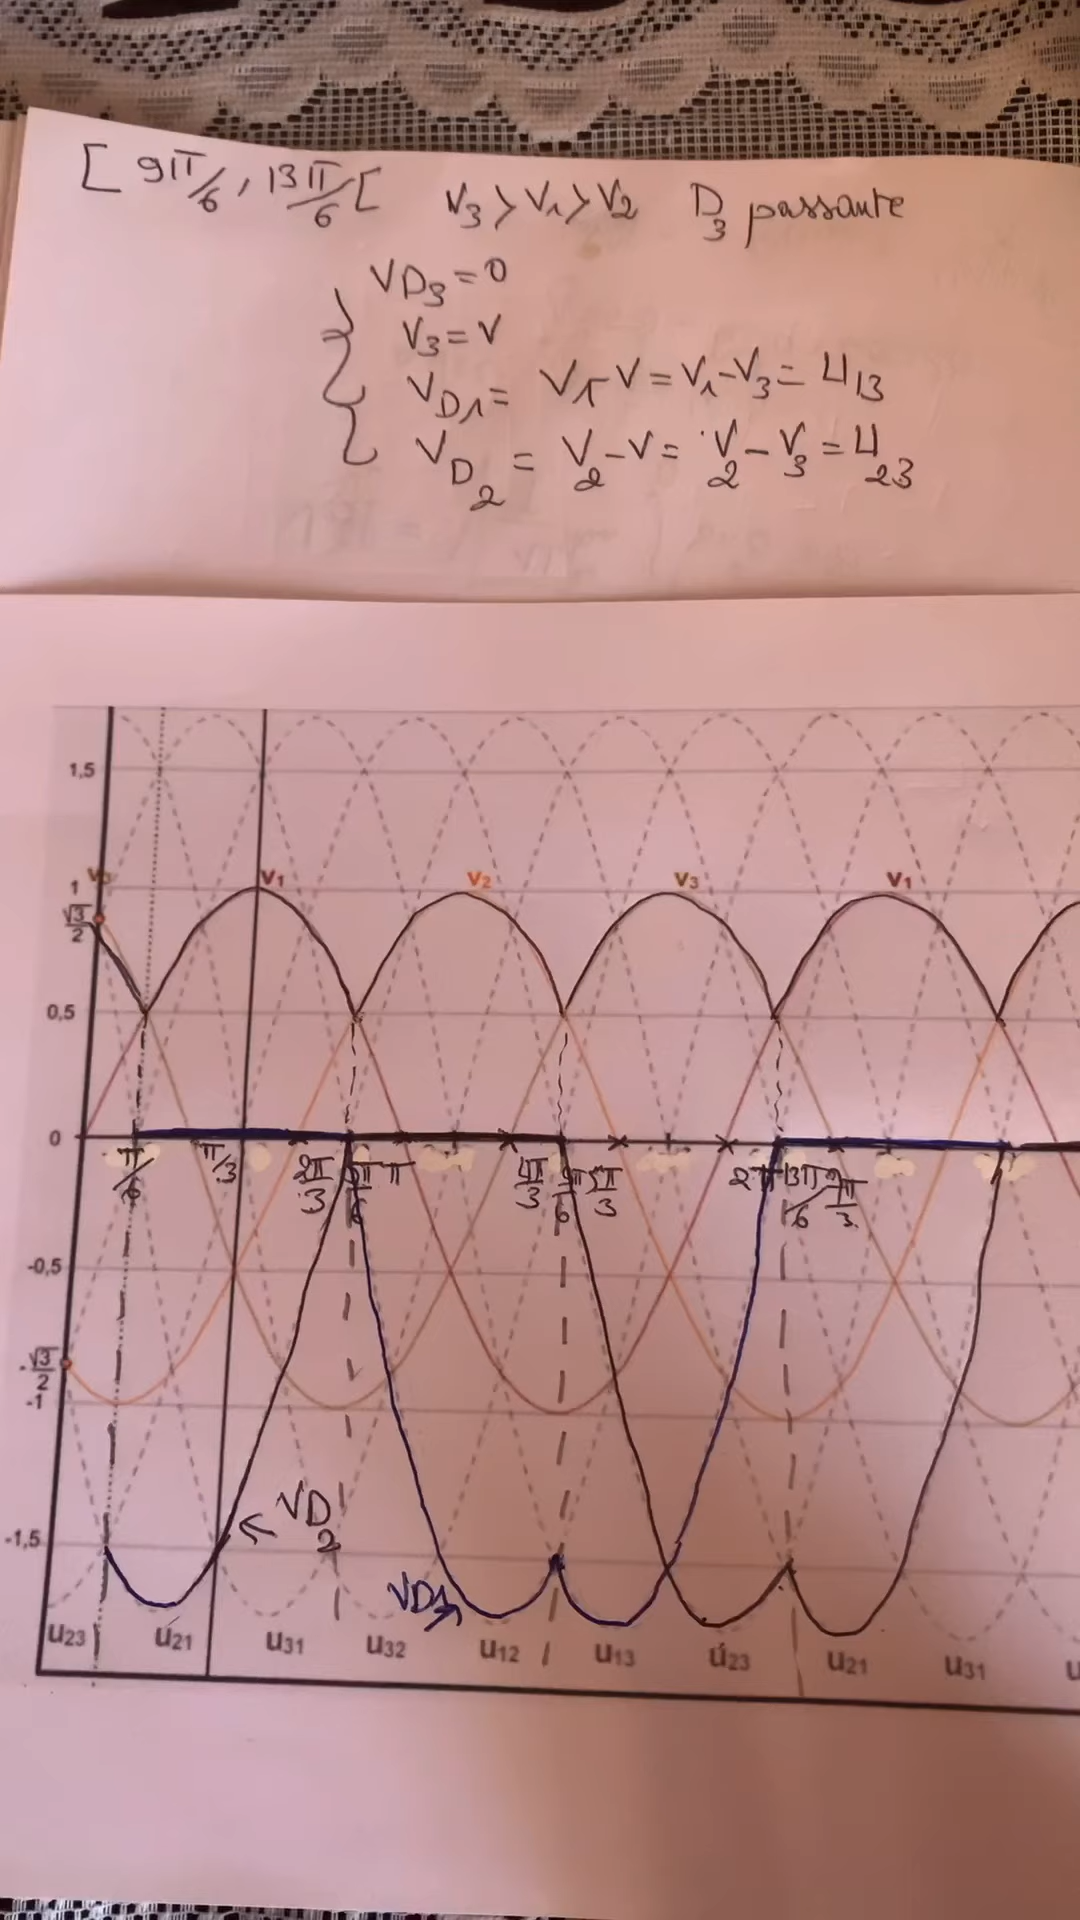 [ 9π/6, 13π/6 [ V3 > V1 > V2 D3 passante
VD3 = 0
V3 = V
VD1 = V1 - V = V1 - V3 = U13
VD2 = V2 - V = V2 - V3 = U23
1,5
1 V3 V1 V2 V3 V1
√3/2
0,5
0
π/6 π/3 2π/3 5π/6 π 4π/3 9π/6 5π/3 2π 13π/6 7π/3
-0,5
-√3/2
-1
-1,5
VD2
VD1
u23 u21 u31 u32 u12 u13 u23 u21 u31 u